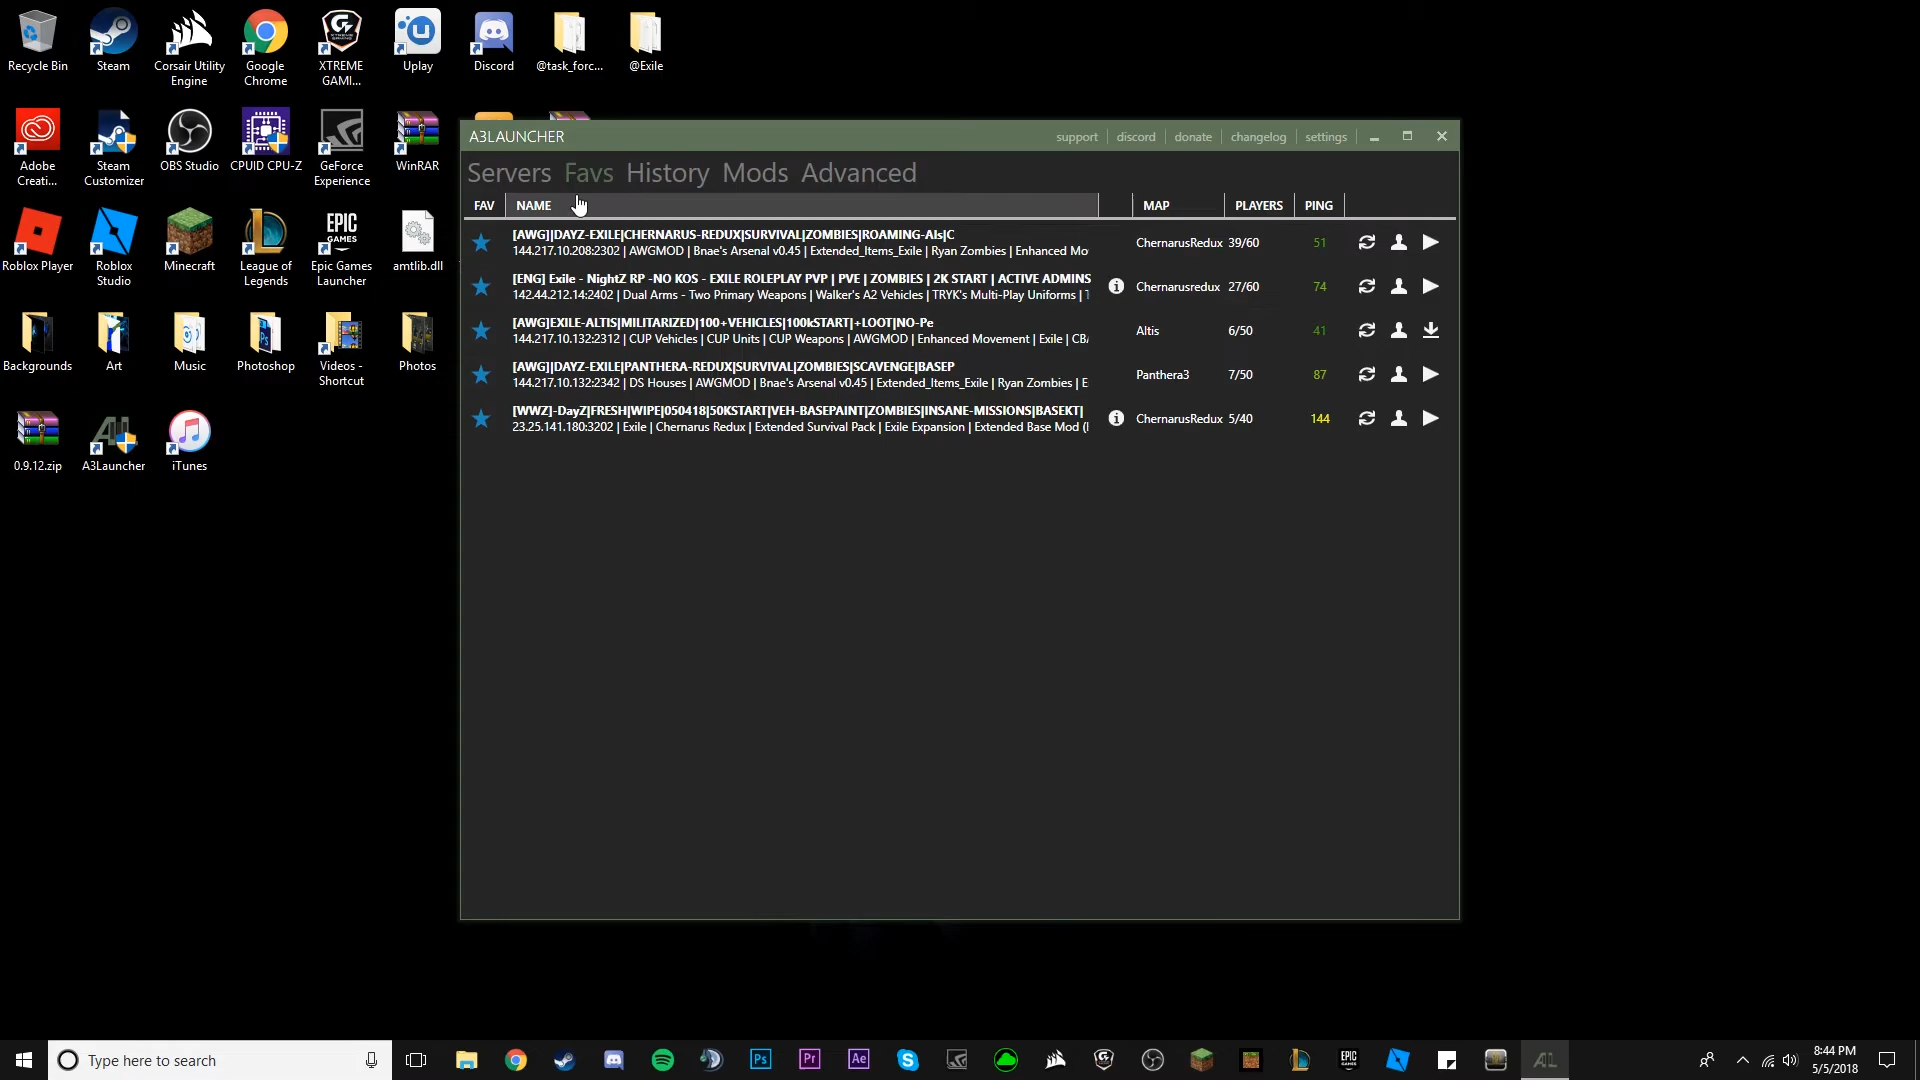 Recycle Bin
Steam
Corsair Utility
Engine
Google
Chrome
XTREME
GAMI...
Uplay
Discord
@task_forc...
@Exile
Adobe
Creati...
Steam
Customizer
OBS Studio
CPUID CPU-Z
GeForce
Experience
WinRAR
Roblox Player
Roblox
Studio
Minecraft
League of
Legends
EPIC
GAMES
Epic Games
Launcher
amtlib.dll
Backgrounds
Art
Music
Photoshop
Videos -
Shortcut
Photos
0.9.12.zip
A3Launcher
iTunes
A3LAUNCHER
support
discord
donate
changelog
settings
Servers Favs History Mods Advanced
FAV NAME MAP PLAYERS PING
[AWG]|DAYZ-EXILE|CHERNARUS-REDUX|SURVIVAL|ZOMBIES|ROAMING-AIs|C
144.217.10.208:2302 | AWGMOD | Bnae's Arsenal v0.45 | Extended_Items_Exile | Ryan Zombies | Enhanced Mo
ChernarusRedux 39/60 51
[ENG] Exile - NightZ RP -NO KOS - EXILE ROLEPLAY PVP | PVE | ZOMBIES | 2K START | ACTIVE ADMINS
142.44.212.14:2402 | Dual Arms - Two Primary Weapons | Walker's A2 Vehicles | TRYK's Multi-Play Uniforms |
Chernarusredux 27/60 74
[AWG]EXILE-ALTIS|MILITARIZED|100+VEHICLES|100kSTART|+LOOT|NO-Pe
144.217.10.132:2312 | CUP Vehicles | CUP Units | CUP Weapons | AWGMOD | Enhanced Movement | Exile | CB
Altis 6/50 41
[AWG]|DAYZ-EXILE|PANTHERA-REDUX|SURVIVAL|ZOMBIES|SCAVENGE|BASEP
144.217.10.132:2342 | DS Houses | AWGMOD | Bnae's Arsenal v0.45 | Extended_Items_Exile | Ryan Zombies | E
Panthera3 7/50 87
[WWZ]-DayZ|FRESH|WIPE|050418|50KSTART|VEH-BASEPAINT|ZOMBIES|INSANE-MISSIONS|BASEKT|
23.25.141.180:3202 | Exile | Chernarus Redux | Extended Survival Pack | Exile Expansion | Extended Base Mod (
ChernarusRedux 5/40 144
Type here to search
Ps
Pr
Ae
EPIC
GAMES
8:44 PM
5/5/2018